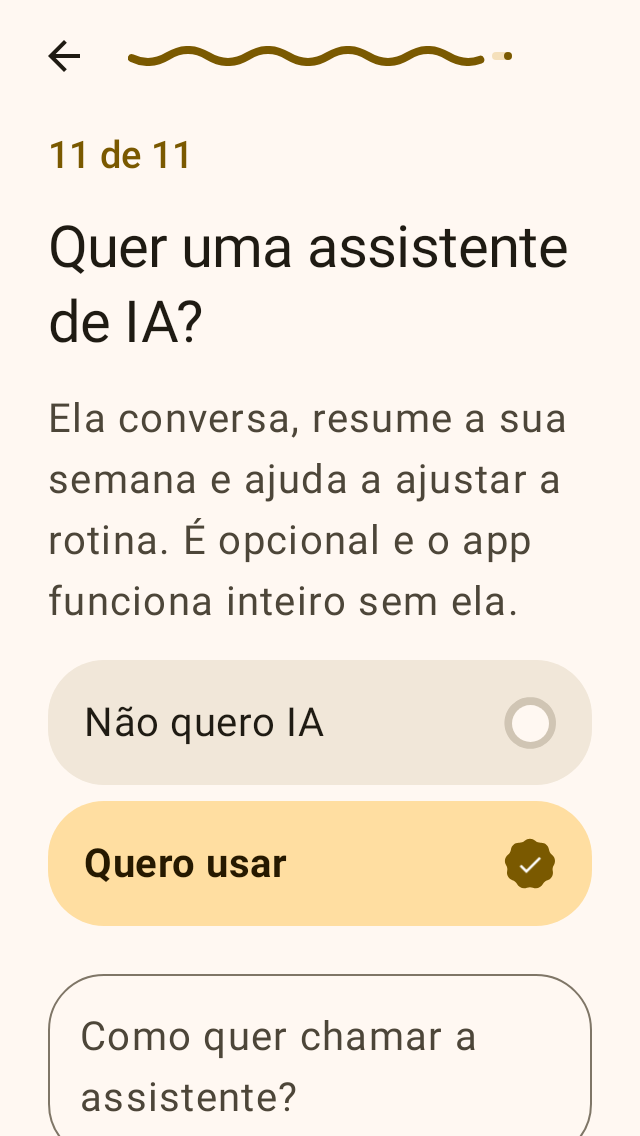 11 de 11
Quer uma assistente
de IA?
Ela conversa, resume a sua
semana e ajuda a ajustar a
rotina. É opcional e o app
funciona inteiro sem ela.
Não quero IA
Quero usar
Como quer chamar a
assistente?